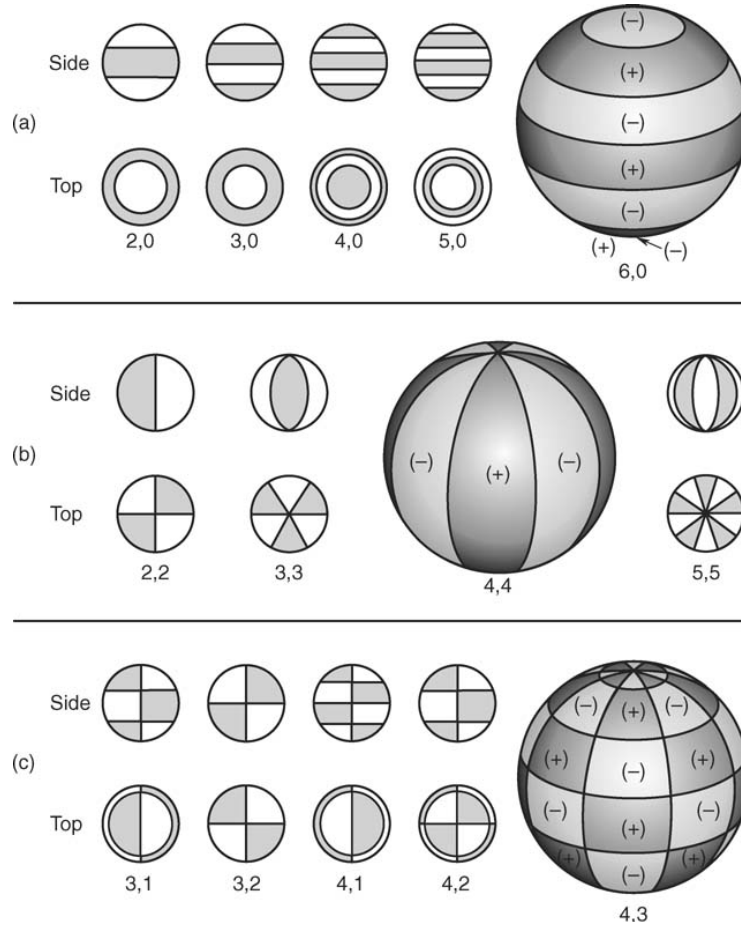 Side
(a)
Top
2,0 3,0 4,0 5,0
(−)
(+)
(−)
(+)
(−)
(+) (−)
6,0
Side
(b)
Top
2,2 3,3
(−) (+) (−)
4,4
5,5
Side
(c)
Top
3,1 3,2 4,1 4,2
(−) (+) (−)
(+) (−) (+)
(−) (+) (−)
(+) (−) (+)
4,3